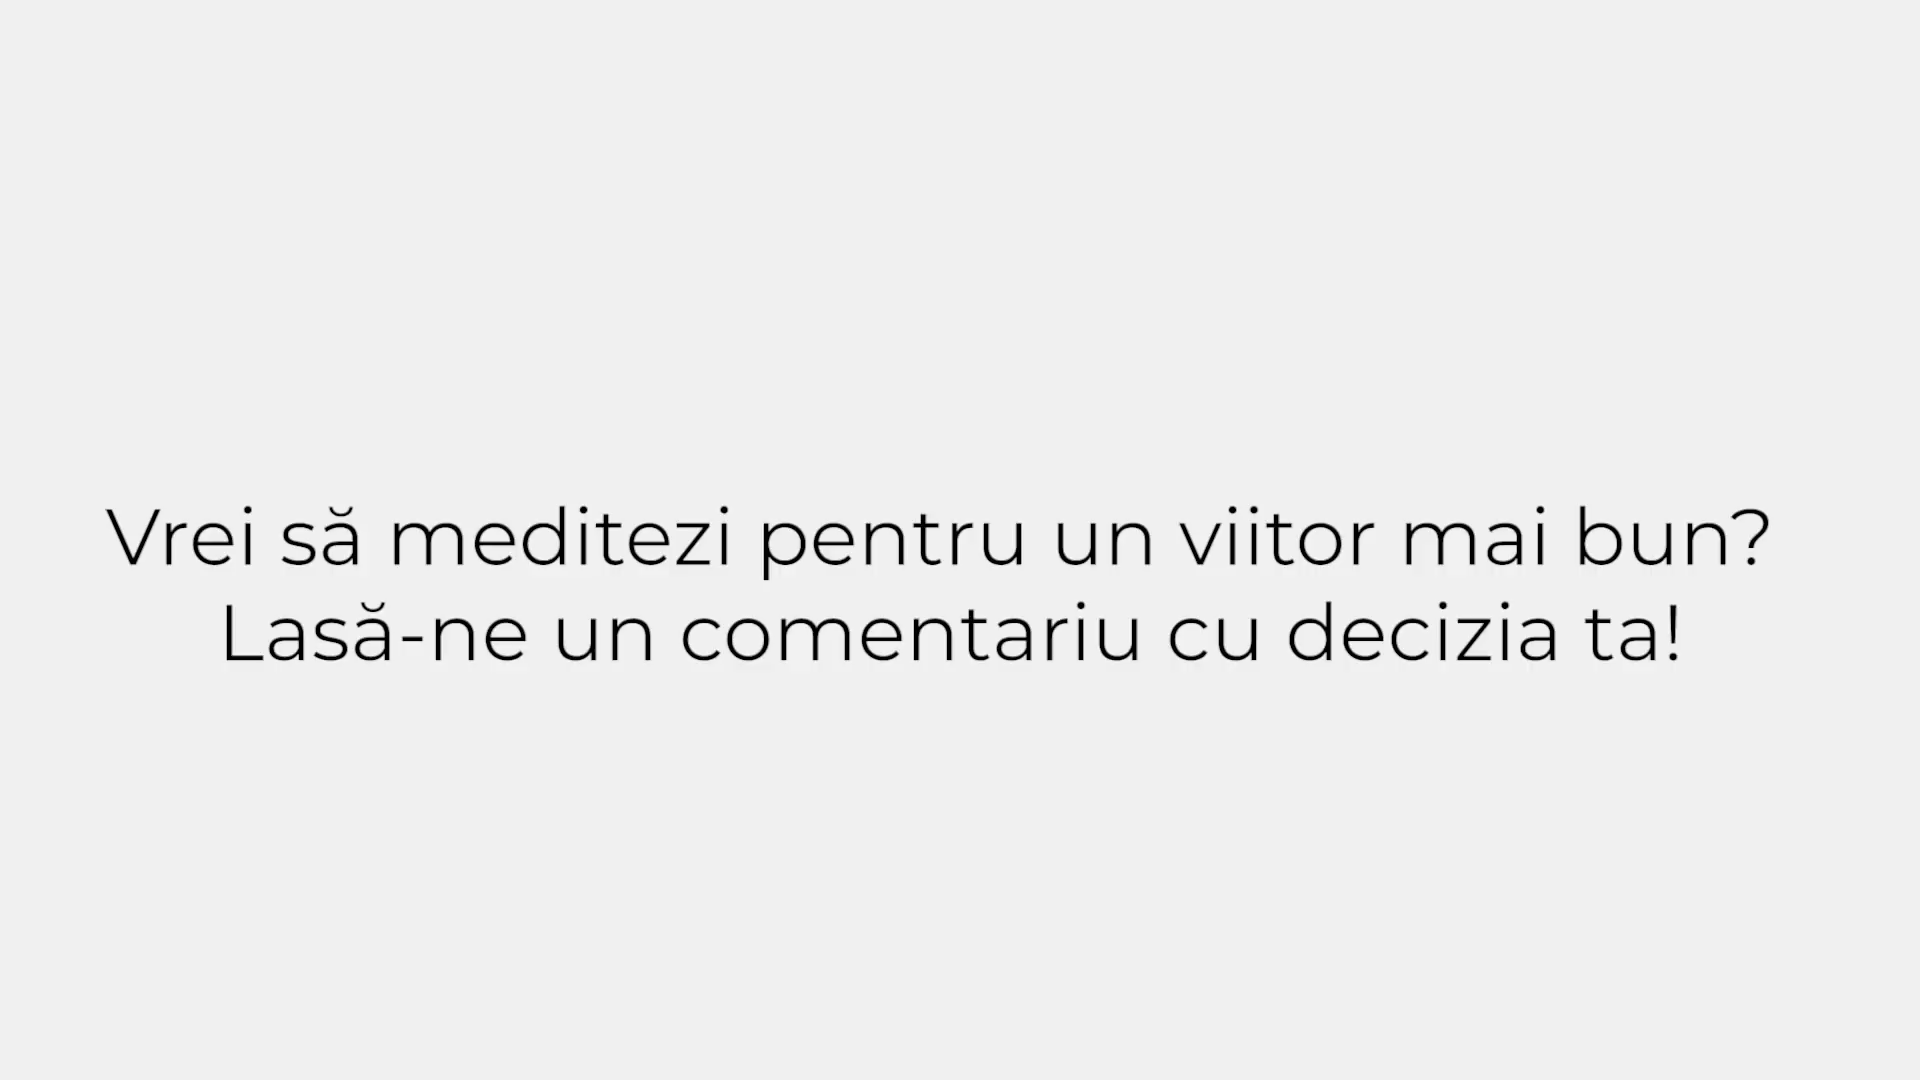 Vrei să meditezi pentru un viitor mai bun?
Lasă-ne un comentariu cu decizia ta!